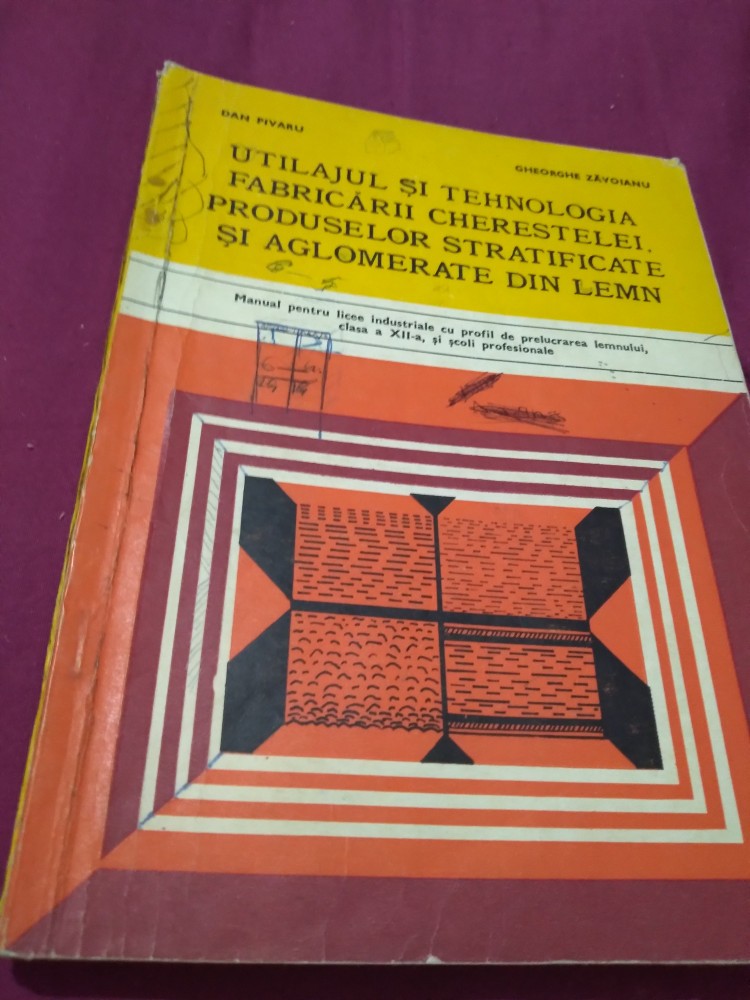 DAN PIVARU
GHEORGHE ZĂVOIANU
UTILAJUL ȘI TEHNOLOGIA
FABRICĂRII CHERESTELEI.
PRODUSELOR STRATIFICATE
ȘI AGLOMERATE DIN LEMN
Manual pentru licee industriale cu profil de prelucrarea lemnului,
clasa a XII-a, și școli profesionale